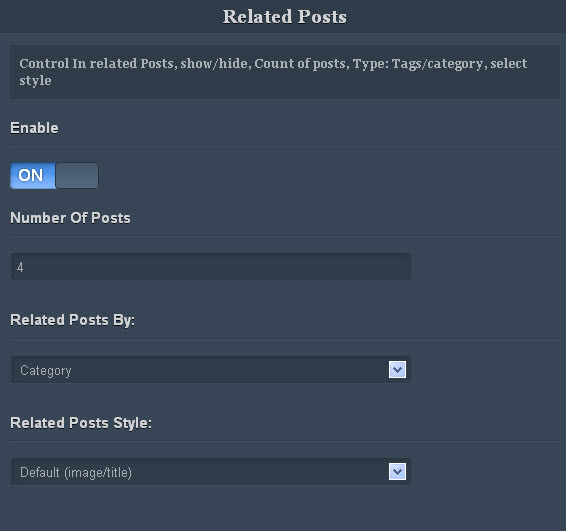 Related Posts
Control In related Posts, show/hide, Count of posts, Type: Tags/category, select
style
Enable
ON
Number Of Posts
4
Related Posts By:
Category
Related Posts Style:
Default (image/title)